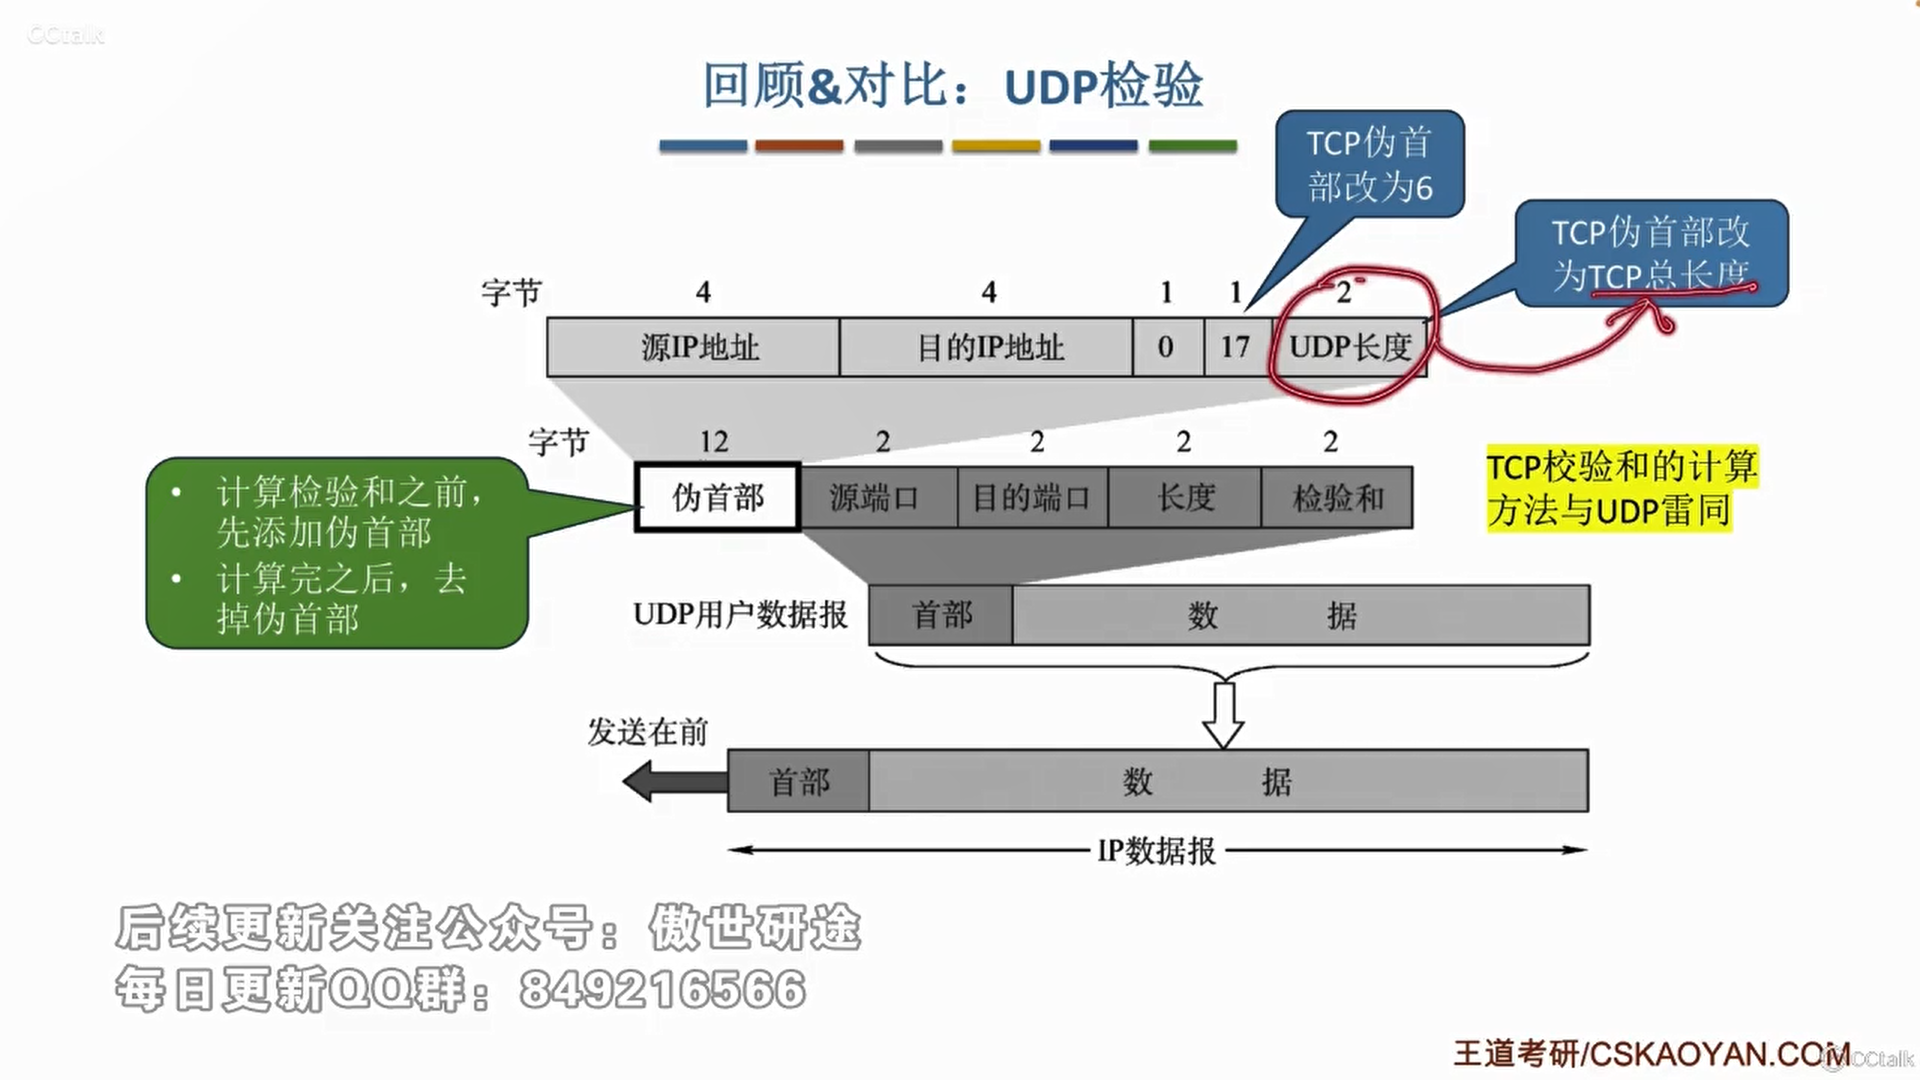 CCtalk
回顾&对比：UDP检验
TCP伪首
部改为6
TCP伪首部改
为TCP总长度
字节 4 4 1 1 2
源IP地址 目的IP地址 0 17 UDP长度
字节 12 2 2 2 2
伪首部 源端口 目的端口 长度 检验和
• 计算检验和之前，
先添加伪首部
• 计算完之后，去
掉伪首部
TCP校验和的计算
方法与UDP雷同
UDP用户数据报 首部 数 据
发送在前
首部 数 据
IP数据报
后续更新关注公众号：傲世研途
每日更新QQ群：849216566
王道考研/CSKAOYAN.COM
CCtalk